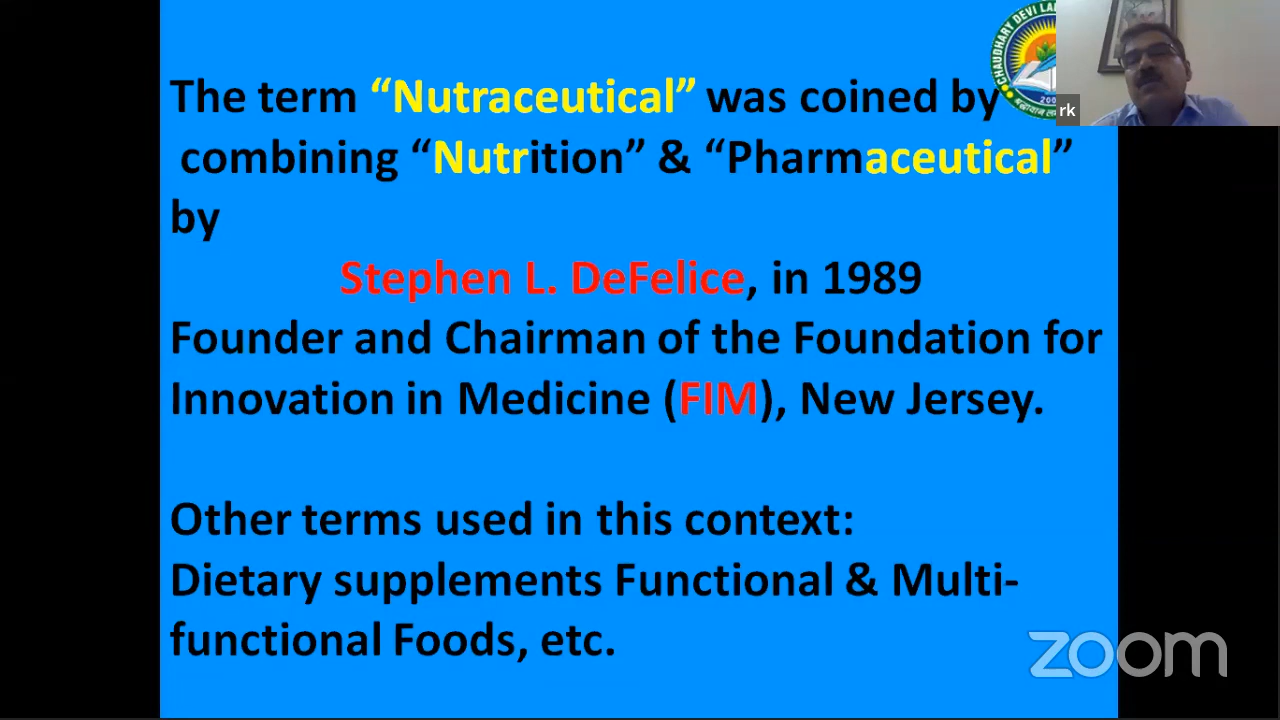 The term “Nutraceutical” was coined by
combining “Nutrition” & “Pharmaceutical”
by
Stephen L. DeFelice, in 1989
Founder and Chairman of the Foundation for
Innovation in Medicine (FIM), New Jersey.
Other terms used in this context:
Dietary supplements Functional & Multi-
functional Foods, etc.
CHAUDHARY DEVI
rk
zoom